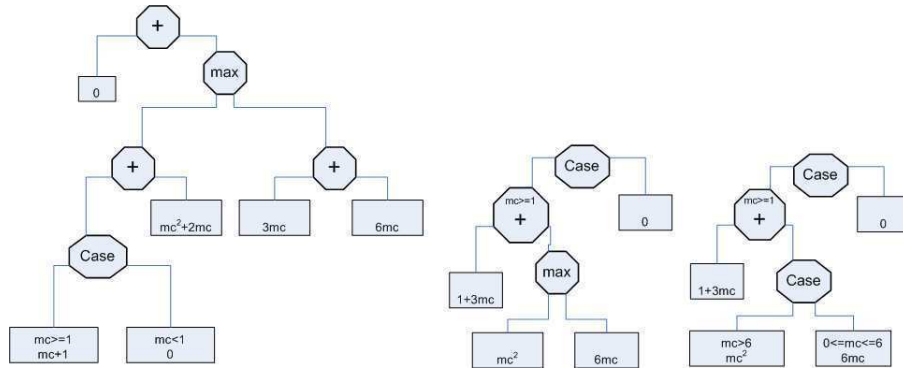 +
0
max
+
+
mc²+2mc
3mc
6mc
Case
mc>=1
mc+1
mc<1
0
Case
mc>=1
+
0
1+3mc
max
mc²
6mc
Case
mc>=1
+
0
1+3mc
Case
mc>6
mc²
0<=mc<=6
6mc